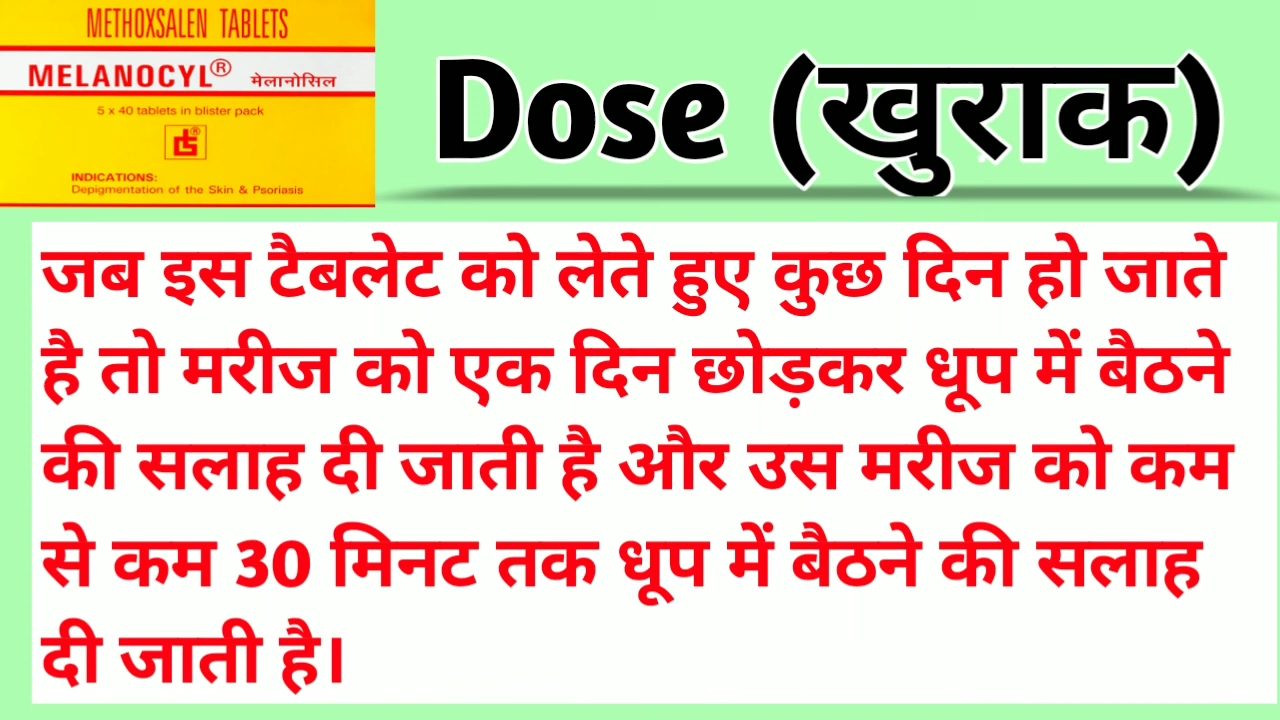 METHOXSALEN TABLETS
MELANOCYL® मेलानोसिल
5 x 40 tablets in blister pack
INDICATIONS:
Depigmentation of the Skin & Psoriasis
Dose (खुराक)
जब इस टैबलेट को लेते हुए कुछ दिन हो जाते
है तो मरीज को एक दिन छोड़कर धूप में बैठने
की सलाह दी जाती है और उस मरीज को कम
से कम 30 मिनट तक धूप में बैठने की सलाह
दी जाती है।